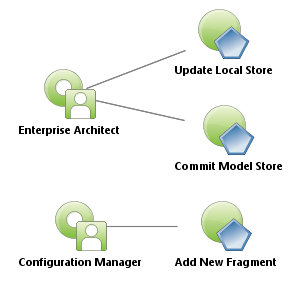 Update Local Store
Enterprise Architect
Commit Model Store
Configuration Manager
Add New Fragment